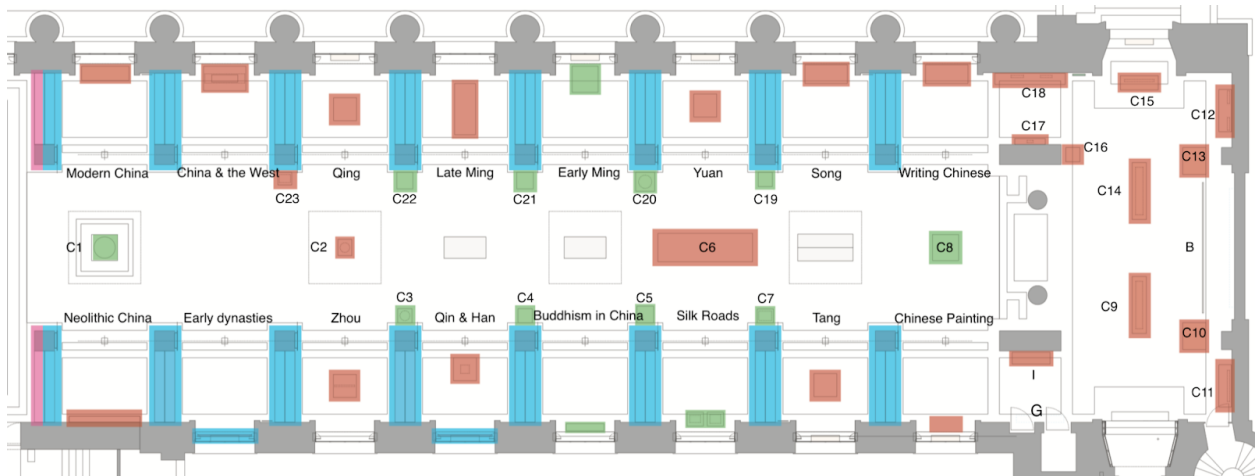 C18
C15
C12
C17
C16
C13
Modern China
China & the West
Qing
Late Ming
Early Ming
Yuan
Song
Writing Chinese
C23
C22
C21
C20
C19
C14
C1
C2
C6
C8
B
C3
C4
C5
C7
C9
Neolithic China
Early dynasties
Zhou
Qin & Han
Buddhism in China
Silk Roads
Tang
Chinese Painting
C10
I
C11
G